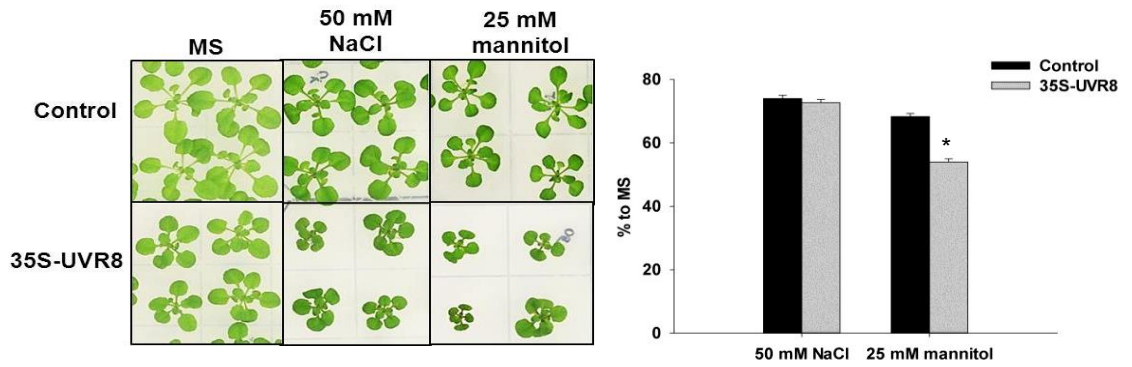 MS
50 mM
NaCl
25 mM
mannitol
Control
35S-UVR8
Control
35S-UVR8
80
60
40
20
0
% to MS
*
50 mM NaCl
25 mM mannitol